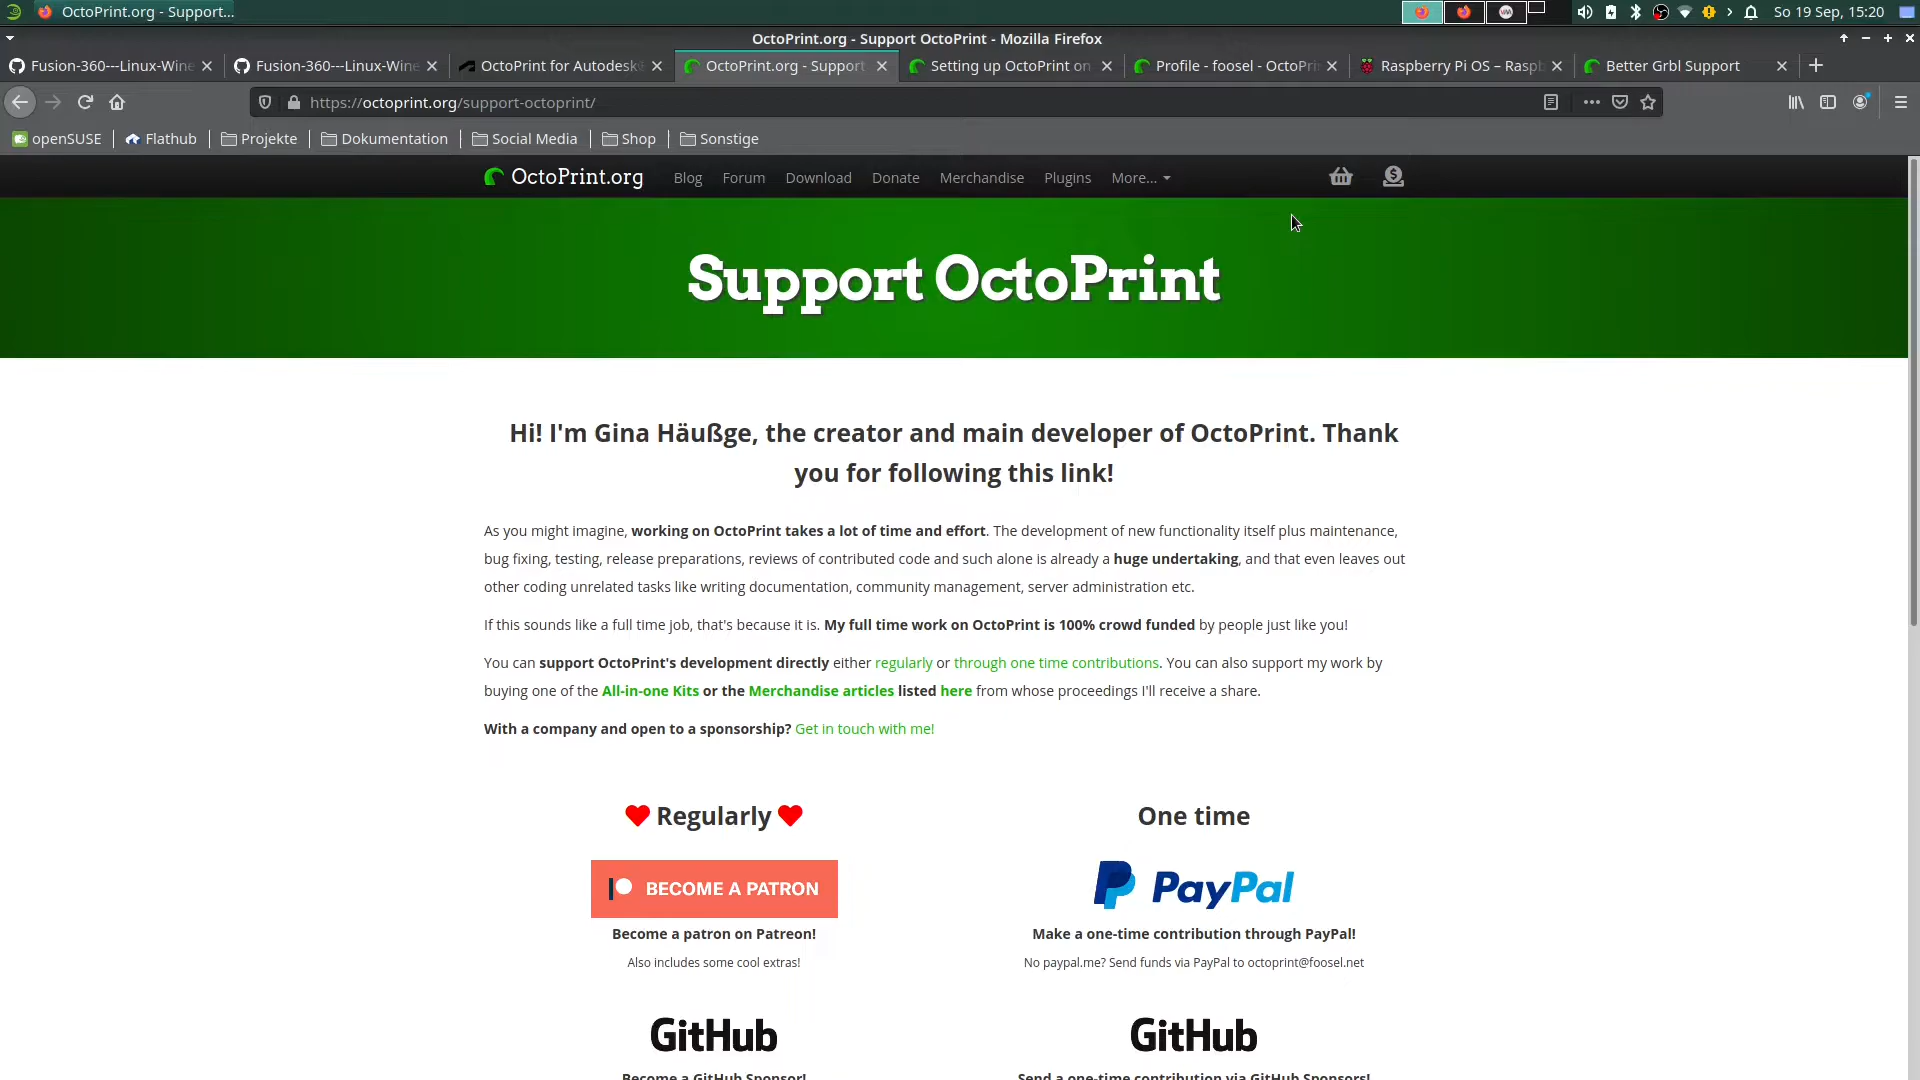 OctoPrint.org - Support...
So 19 Sep, 15:20
OctoPrint.org - Support OctoPrint - Mozilla Firefox
Fusion-360---Linux-Wine
Fusion-360---Linux-Wine
OctoPrint for Autodesk
OctoPrint.org - Support
Setting up OctoPrint on
Profile - foosel - OctoPri
Raspberry Pi OS – Raspb
Better Grbl Support
https://octoprint.org/support-octoprint/
openSUSE
Flathub
Projekte
Dokumentation
Social Media
Shop
Sonstige
OctoPrint.org
Blog
Forum
Download
Donate
Merchandise
Plugins
More...
Support OctoPrint
Hi! I'm Gina Häußge, the creator and main developer of OctoPrint. Thank
you for following this link!
As you might imagine, working on OctoPrint takes a lot of time and effort. The development of new functionality itself plus maintenance,
bug fixing, testing, release preparations, reviews of contributed code and such alone is already a huge undertaking, and that even leaves out
other coding unrelated tasks like writing documentation, community management, server administration etc.
If this sounds like a full time job, that's because it is. My full time work on OctoPrint is 100% crowd funded by people just like you!
You can support OctoPrint's development directly either regularly or through one time contributions. You can also support my work by
buying one of the All-in-one Kits or the Merchandise articles listed here from whose proceedings I'll receive a share.
With a company and open to a sponsorship? Get in touch with me!
Regularly
One time
BECOME A PATRON
PayPal
Become a patron on Patreon!
Make a one-time contribution through PayPal!
Also includes some cool extras!
No paypal.me? Send funds via PayPal to octoprint@foosel.net
GitHub
GitHub
Become a GitHub Sponsor!
Send a one-time contribution via GitHub Sponsors!